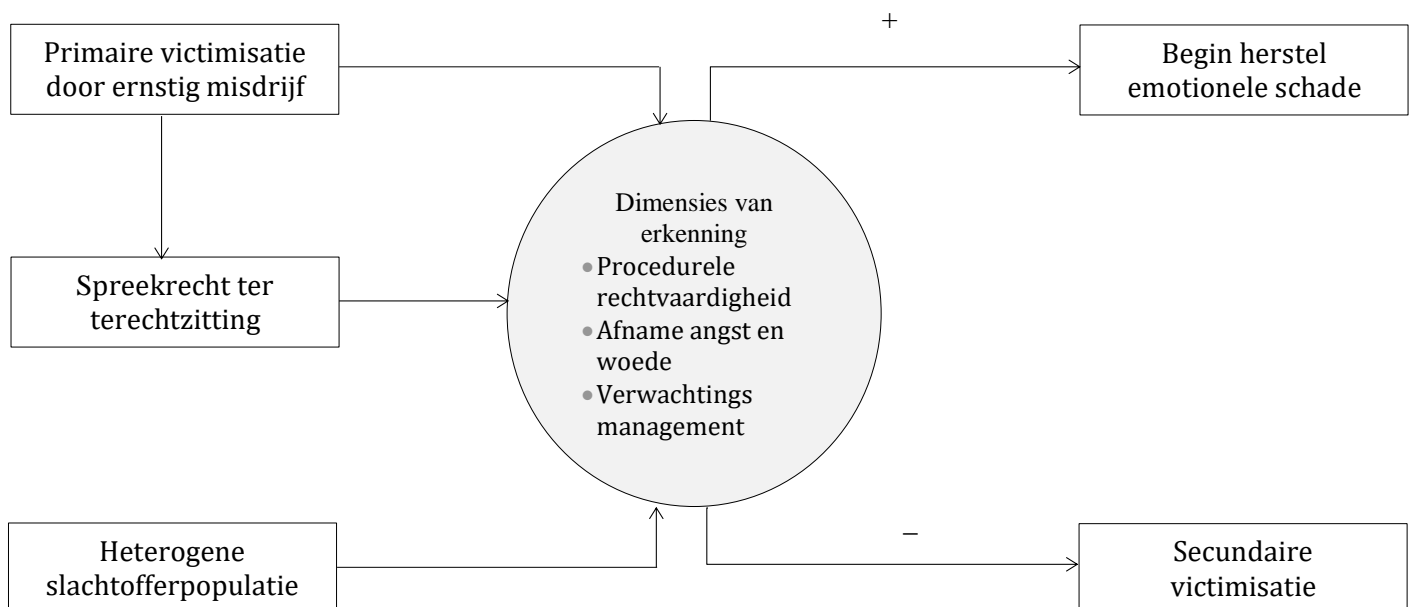 Primaire victimisatie
door ernstig misdrijf
+
Begin herstel
emotionele schade
Spreekrecht ter
terechtzitting
Dimensies van
erkenning
• Procedurele
rechtvaardigheid
• Afname angst en
woede
• Verwachtings
management
Heterogene
slachtofferpopulatie
–
Secundaire
victimisatie